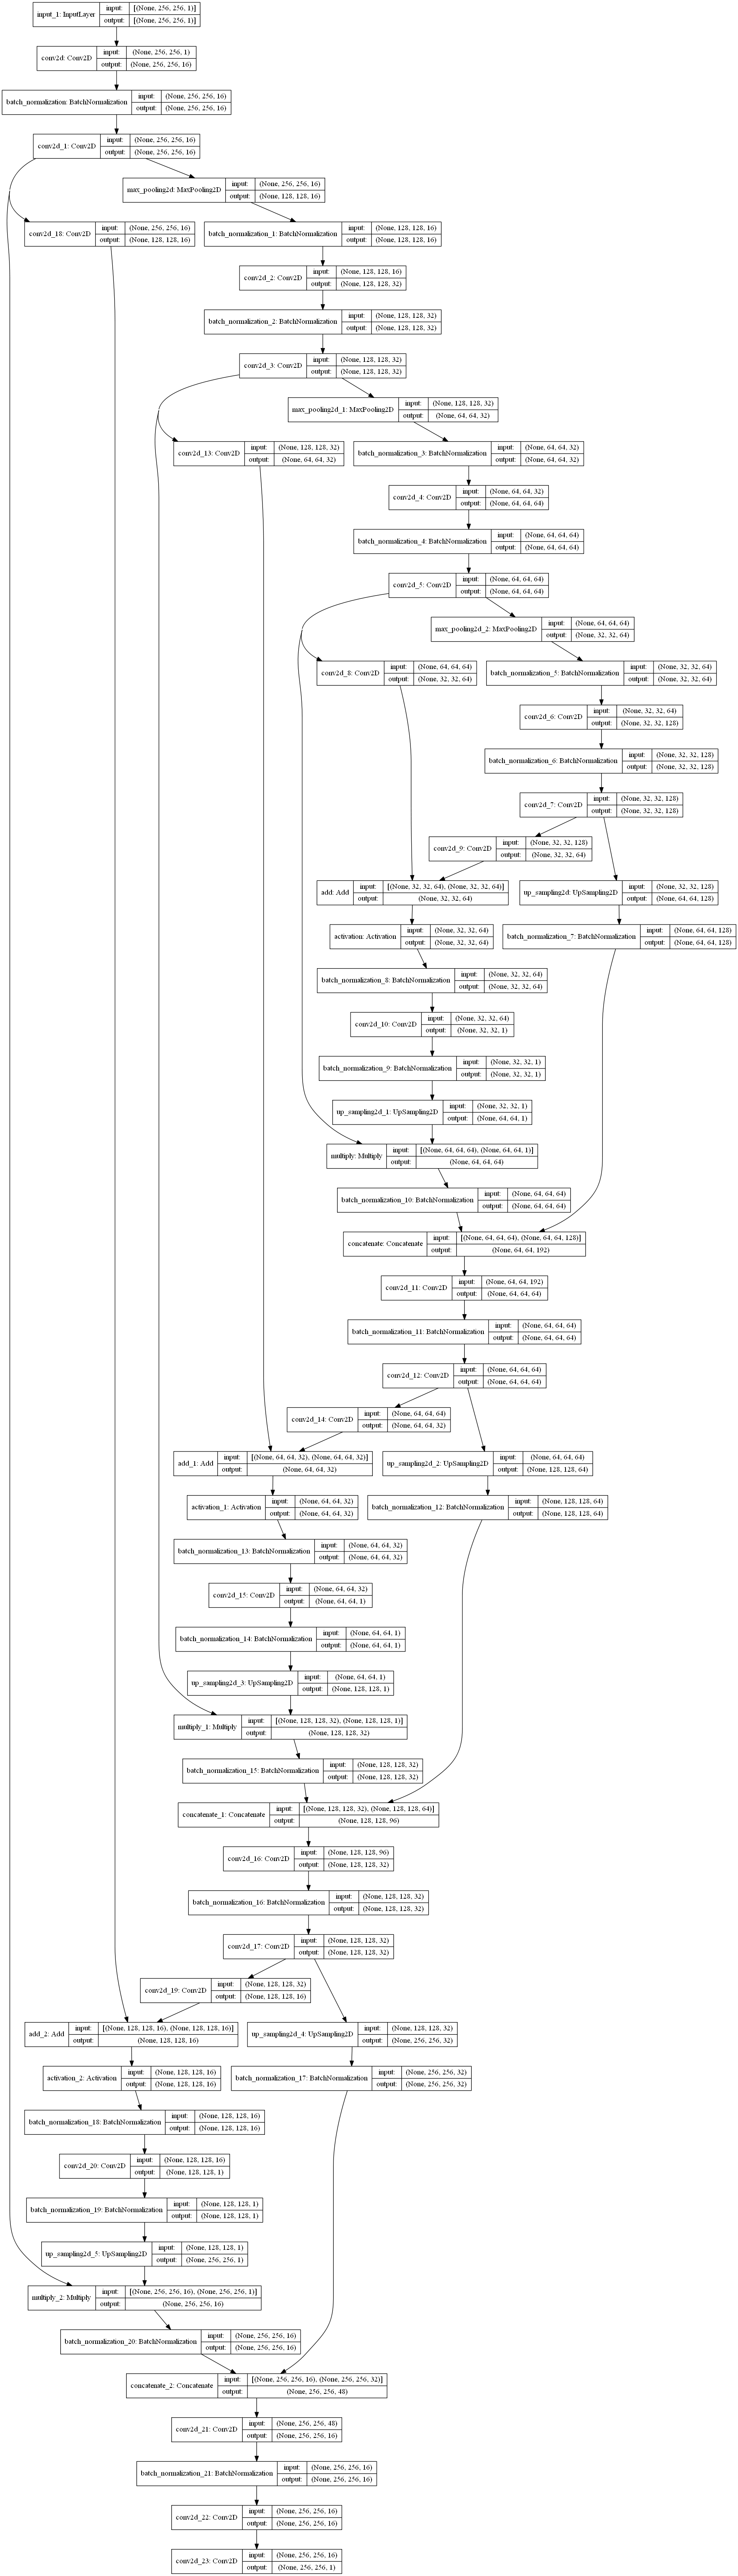 input_1: InputLayer
input: [(None, 256, 256, 1)]
output: [(None, 256, 256, 1)]
conv2d: Conv2D
input: (None, 256, 256, 1)
output: (None, 256, 256, 16)
batch_normalization: BatchNormalization
input: (None, 256, 256, 16)
output: (None, 256, 256, 16)
conv2d_1: Conv2D
input: (None, 256, 256, 16)
output: (None, 256, 256, 16)
max_pooling2d: MaxPooling2D
input: (None, 256, 256, 16)
output: (None, 128, 128, 16)
conv2d_18: Conv2D
input: (None, 256, 256, 16)
output: (None, 128, 128, 16)
batch_normalization_1: BatchNormalization
input: (None, 128, 128, 16)
output: (None, 128, 128, 16)
conv2d_2: Conv2D
input: (None, 128, 128, 16)
output: (None, 128, 128, 32)
batch_normalization_2: BatchNormalization
input: (None, 128, 128, 32)
output: (None, 128, 128, 32)
conv2d_3: Conv2D
input: (None, 128, 128, 32)
output: (None, 128, 128, 32)
max_pooling2d_1: MaxPooling2D
input: (None, 128, 128, 32)
output: (None, 64, 64, 32)
conv2d_13: Conv2D
input: (None, 128, 128, 32)
output: (None, 64, 64, 32)
batch_normalization_3: BatchNormalization
input: (None, 64, 64, 32)
output: (None, 64, 64, 32)
conv2d_4: Conv2D
input: (None, 64, 64, 32)
output: (None, 64, 64, 64)
batch_normalization_4: BatchNormalization
input: (None, 64, 64, 64)
output: (None, 64, 64, 64)
conv2d_5: Conv2D
input: (None, 64, 64, 64)
output: (None, 64, 64, 64)
max_pooling2d_2: MaxPooling2D
input: (None, 64, 64, 64)
output: (None, 32, 32, 64)
conv2d_8: Conv2D
input: (None, 64, 64, 64)
output: (None, 32, 32, 64)
batch_normalization_5: BatchNormalization
input: (None, 32, 32, 64)
output: (None, 32, 32, 64)
conv2d_6: Conv2D
input: (None, 32, 32, 64)
output: (None, 32, 32, 128)
batch_normalization_6: BatchNormalization
input: (None, 32, 32, 128)
output: (None, 32, 32, 128)
conv2d_7: Conv2D
input: (None, 32, 32, 128)
output: (None, 32, 32, 128)
conv2d_9: Conv2D
input: (None, 32, 32, 128)
output: (None, 32, 32, 64)
add: Add
input: [(None, 32, 32, 64), (None, 32, 32, 64)]
output: (None, 32, 32, 64)
up_sampling2d: UpSampling2D
input: (None, 32, 32, 128)
output: (None, 64, 64, 128)
activation: Activation
input: (None, 32, 32, 64)
output: (None, 32, 32, 64)
batch_normalization_7: BatchNormalization
input: (None, 64, 64, 128)
output: (None, 64, 64, 128)
batch_normalization_8: BatchNormalization
input: (None, 32, 32, 64)
output: (None, 32, 32, 64)
conv2d_10: Conv2D
input: (None, 32, 32, 64)
output: (None, 32, 32, 1)
batch_normalization_9: BatchNormalization
input: (None, 32, 32, 1)
output: (None, 32, 32, 1)
up_sampling2d_1: UpSampling2D
input: (None, 32, 32, 1)
output: (None, 64, 64, 1)
multiply: Multiply
input: [(None, 64, 64, 64), (None, 64, 64, 1)]
output: (None, 64, 64, 64)
batch_normalization_10: BatchNormalization
input: (None, 64, 64, 64)
output: (None, 64, 64, 64)
concatenate: Concatenate
input: [(None, 64, 64, 64), (None, 64, 64, 128)]
output: (None, 64, 64, 192)
conv2d_11: Conv2D
input: (None, 64, 64, 192)
output: (None, 64, 64, 64)
batch_normalization_11: BatchNormalization
input: (None, 64, 64, 64)
output: (None, 64, 64, 64)
conv2d_12: Conv2D
input: (None, 64, 64, 64)
output: (None, 64, 64, 64)
conv2d_14: Conv2D
input: (None, 64, 64, 64)
output: (None, 64, 64, 32)
add_1: Add
input: [(None, 64, 64, 32), (None, 64, 64, 32)]
output: (None, 64, 64, 32)
up_sampling2d_2: UpSampling2D
input: (None, 64, 64, 64)
output: (None, 128, 128, 64)
activation_1: Activation
input: (None, 64, 64, 32)
output: (None, 64, 64, 32)
batch_normalization_12: BatchNormalization
input: (None, 128, 128, 64)
output: (None, 128, 128, 64)
batch_normalization_13: BatchNormalization
input: (None, 64, 64, 32)
output: (None, 64, 64, 32)
conv2d_15: Conv2D
input: (None, 64, 64, 32)
output: (None, 64, 64, 1)
batch_normalization_14: BatchNormalization
input: (None, 64, 64, 1)
output: (None, 64, 64, 1)
up_sampling2d_3: UpSampling2D
input: (None, 64, 64, 1)
output: (None, 128, 128, 1)
multiply_1: Multiply
input: [(None, 128, 128, 32), (None, 128, 128, 1)]
output: (None, 128, 128, 32)
batch_normalization_15: BatchNormalization
input: (None, 128, 128, 32)
output: (None, 128, 128, 32)
concatenate_1: Concatenate
input: [(None, 128, 128, 32), (None, 128, 128, 64)]
output: (None, 128, 128, 96)
conv2d_16: Conv2D
input: (None, 128, 128, 96)
output: (None, 128, 128, 32)
batch_normalization_16: BatchNormalization
input: (None, 128, 128, 32)
output: (None, 128, 128, 32)
conv2d_17: Conv2D
input: (None, 128, 128, 32)
output: (None, 128, 128, 32)
conv2d_19: Conv2D
input: (None, 128, 128, 32)
output: (None, 128, 128, 16)
add_2: Add
input: [(None, 128, 128, 16), (None, 128, 128, 16)]
output: (None, 128, 128, 16)
up_sampling2d_4: UpSampling2D
input: (None, 128, 128, 32)
output: (None, 256, 256, 32)
activation_2: Activation
input: (None, 128, 128, 16)
output: (None, 128, 128, 16)
batch_normalization_17: BatchNormalization
input: (None, 256, 256, 32)
output: (None, 256, 256, 32)
batch_normalization_18: BatchNormalization
input: (None, 128, 128, 16)
output: (None, 128, 128, 16)
conv2d_20: Conv2D
input: (None, 128, 128, 16)
output: (None, 128, 128, 1)
batch_normalization_19: BatchNormalization
input: (None, 128, 128, 1)
output: (None, 128, 128, 1)
up_sampling2d_5: UpSampling2D
input: (None, 128, 128, 1)
output: (None, 256, 256, 1)
multiply_2: Multiply
input: [(None, 256, 256, 16), (None, 256, 256, 1)]
output: (None, 256, 256, 16)
batch_normalization_20: BatchNormalization
input: (None, 256, 256, 16)
output: (None, 256, 256, 16)
concatenate_2: Concatenate
input: [(None, 256, 256, 16), (None, 256, 256, 32)]
output: (None, 256, 256, 48)
conv2d_21: Conv2D
input: (None, 256, 256, 48)
output: (None, 256, 256, 16)
batch_normalization_21: BatchNormalization
input: (None, 256, 256, 16)
output: (None, 256, 256, 16)
conv2d_22: Conv2D
input: (None, 256, 256, 16)
output: (None, 256, 256, 16)
conv2d_23: Conv2D
input: (None, 256, 256, 16)
output: (None, 256, 256, 1)